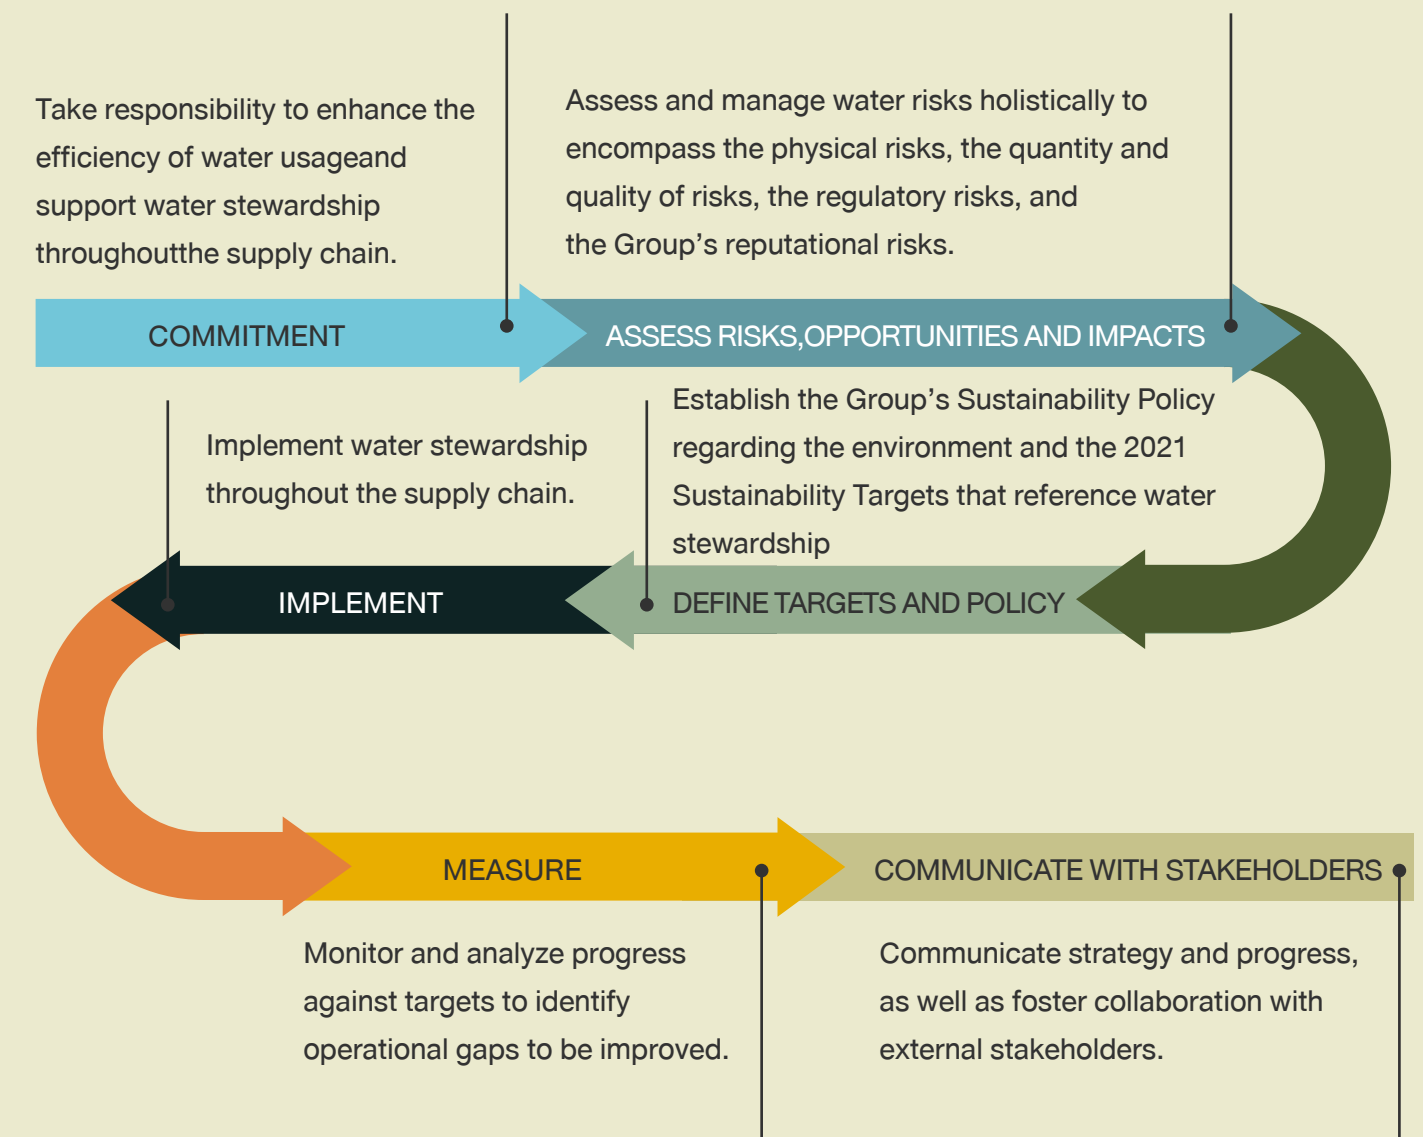 Take responsibility to enhance the
efficiency of water usageand
support water stewardship
throughoutthe supply chain.
COMMITMENT
Assess and manage water risks holistically to
encompass the physical risks, the quantity and
quality of risks, the regulatory risks, and
the Group’s reputational risks.
ASSESS RISKS,OPPORTUNITIES AND IMPACTS
Establish the Group’s Sustainability Policy
regarding the environment and the 2021
Sustainability Targets that reference water
stewardship
DEFINE TARGETS AND POLICY
Implement water stewardship
throughout the supply chain.
IMPLEMENT
MEASURE
Monitor and analyze progress
against targets to identify
operational gaps to be improved.
COMMUNICATE WITH STAKEHOLDERS
Communicate strategy and progress,
as well as foster collaboration with
external stakeholders.